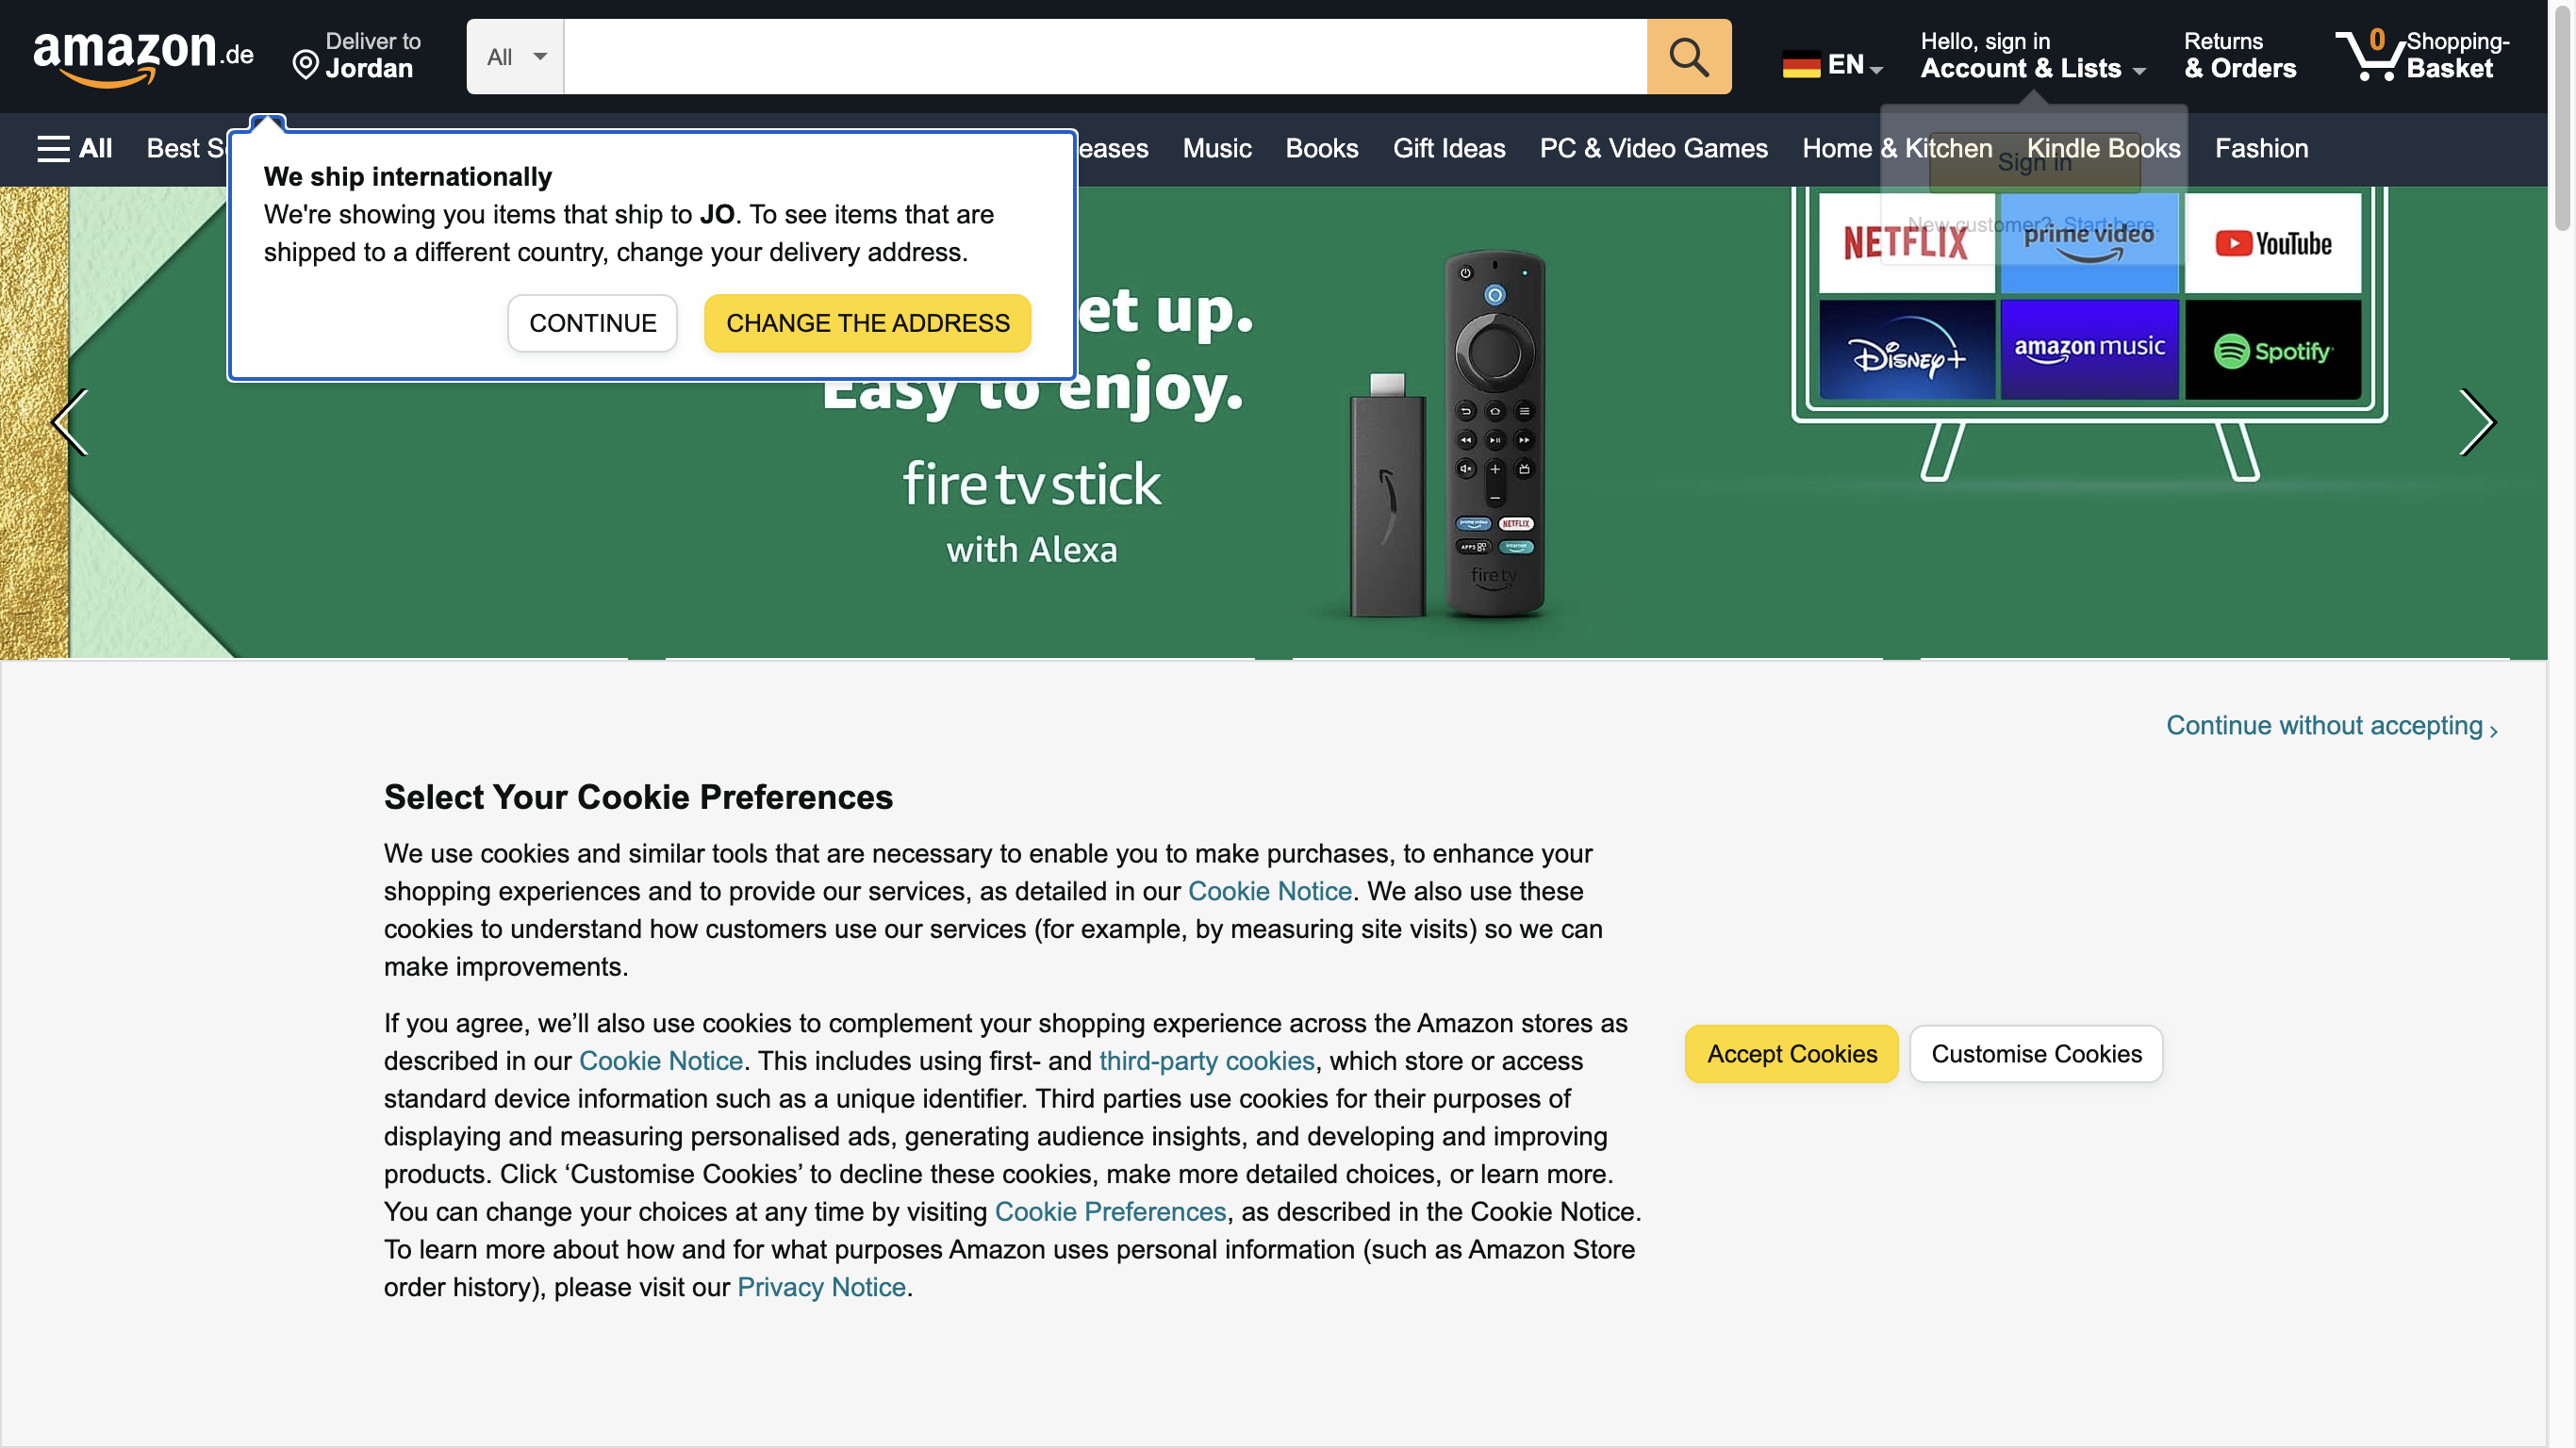 amazon.de
Deliver to
Jordan
All
EN
Hello, sign in
Account & Lists
Returns
& Orders
0
Shopping-
Basket
All
Best S
eases
Music
Books
Gift Ideas
PC & Video Games
Home & Kitchen
Kindle Books
Fashion
Sign in
New customer? Start here.
We ship internationally
We're showing you items that ship to JO. To see items that are
shipped to a different country, change your delivery address.
CONTINUE
CHANGE THE ADDRESS
et up.
Easy to enjoy.
fire tv stick
with Alexa
prime video
NETFLIX
APPS
fire tv
NETFLIX
prime video
YouTube
Disney+
amazon music
Spotify
Continue without accepting ›
Select Your Cookie Preferences
We use cookies and similar tools that are necessary to enable you to make purchases, to enhance your
shopping experiences and to provide our services, as detailed in our Cookie Notice. We also use these
cookies to understand how customers use our services (for example, by measuring site visits) so we can
make improvements.
If you agree, we’ll also use cookies to complement your shopping experience across the Amazon stores as
described in our Cookie Notice. This includes using first- and third-party cookies, which store or access
standard device information such as a unique identifier. Third parties use cookies for their purposes of
displaying and measuring personalised ads, generating audience insights, and developing and improving
products. Click ‘Customise Cookies’ to decline these cookies, make more detailed choices, or learn more.
You can change your choices at any time by visiting Cookie Preferences, as described in the Cookie Notice.
To learn more about how and for what purposes Amazon uses personal information (such as Amazon Store
order history), please visit our Privacy Notice.
Accept Cookies
Customise Cookies